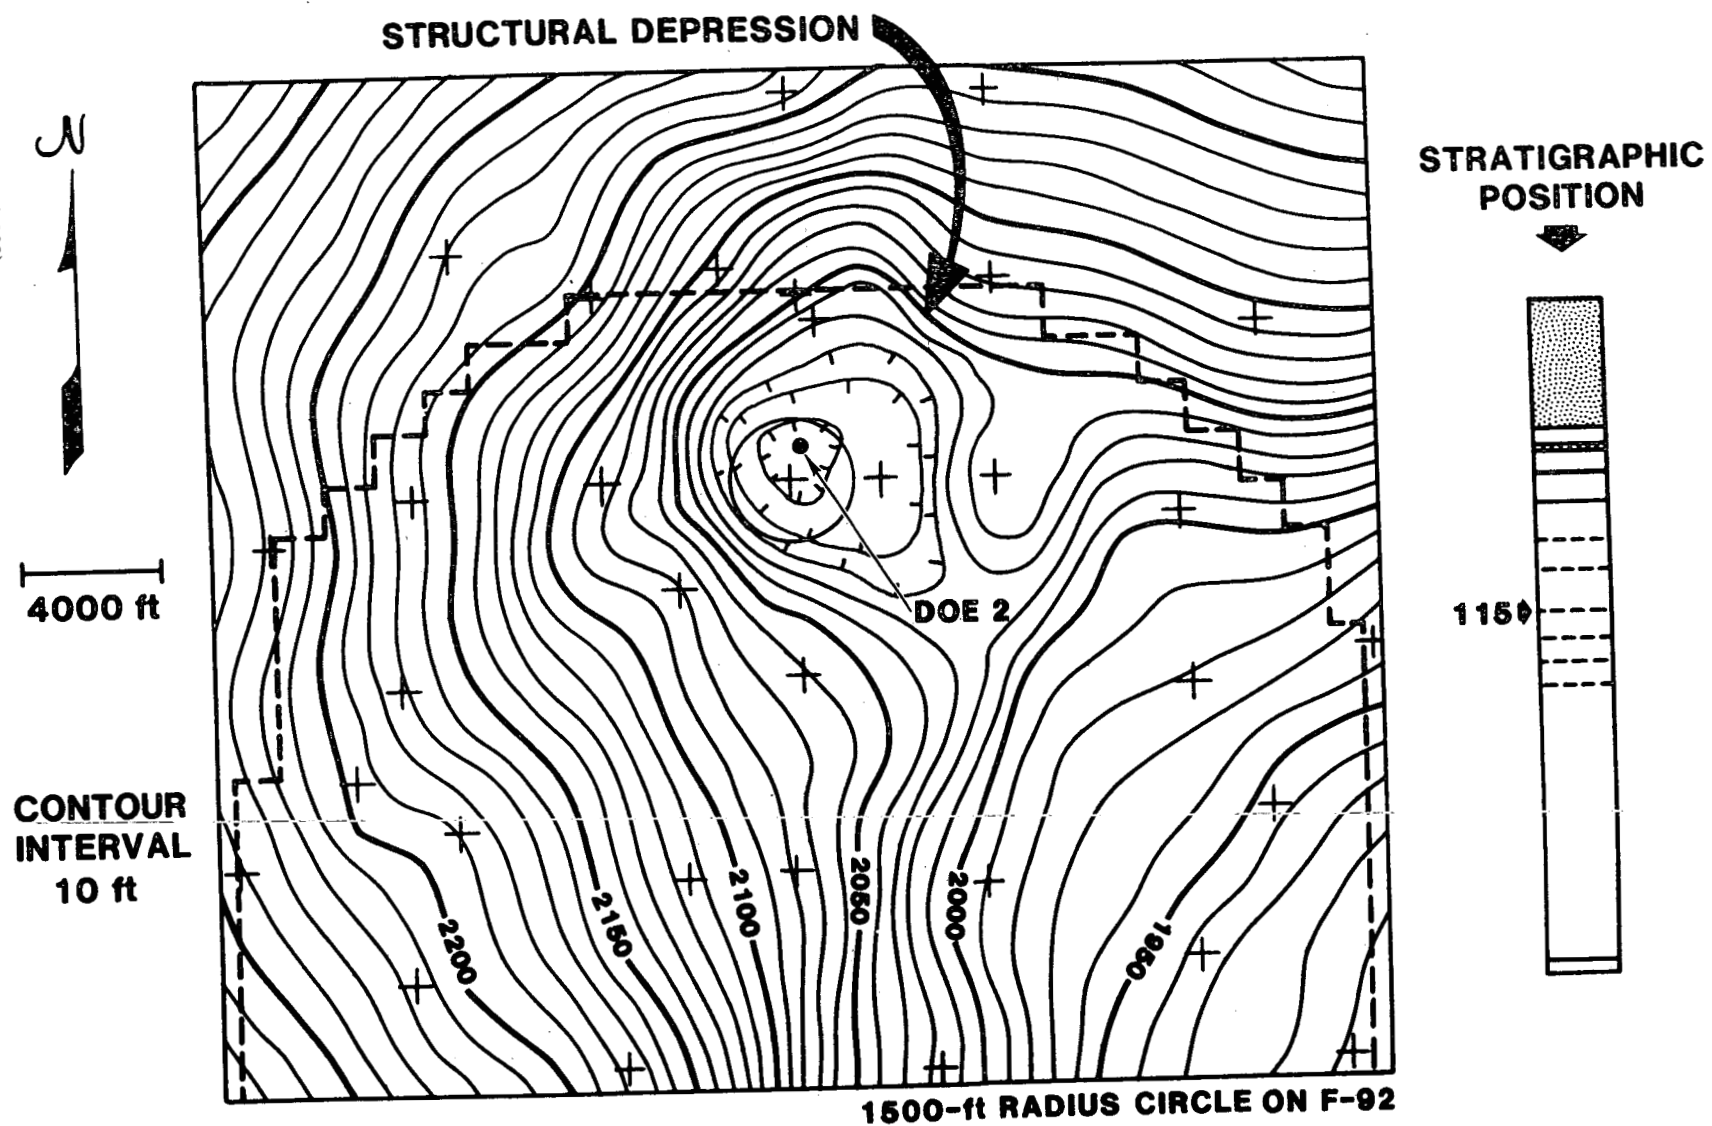 STRUCTURAL DEPRESSION
N
STRATIGRAPHIC
POSITION
4000 ft
DOE 2
115
CONTOUR
INTERVAL
10 ft
2200
2150
2100
2050
2000
1950
1500-ft RADIUS CIRCLE ON F-92